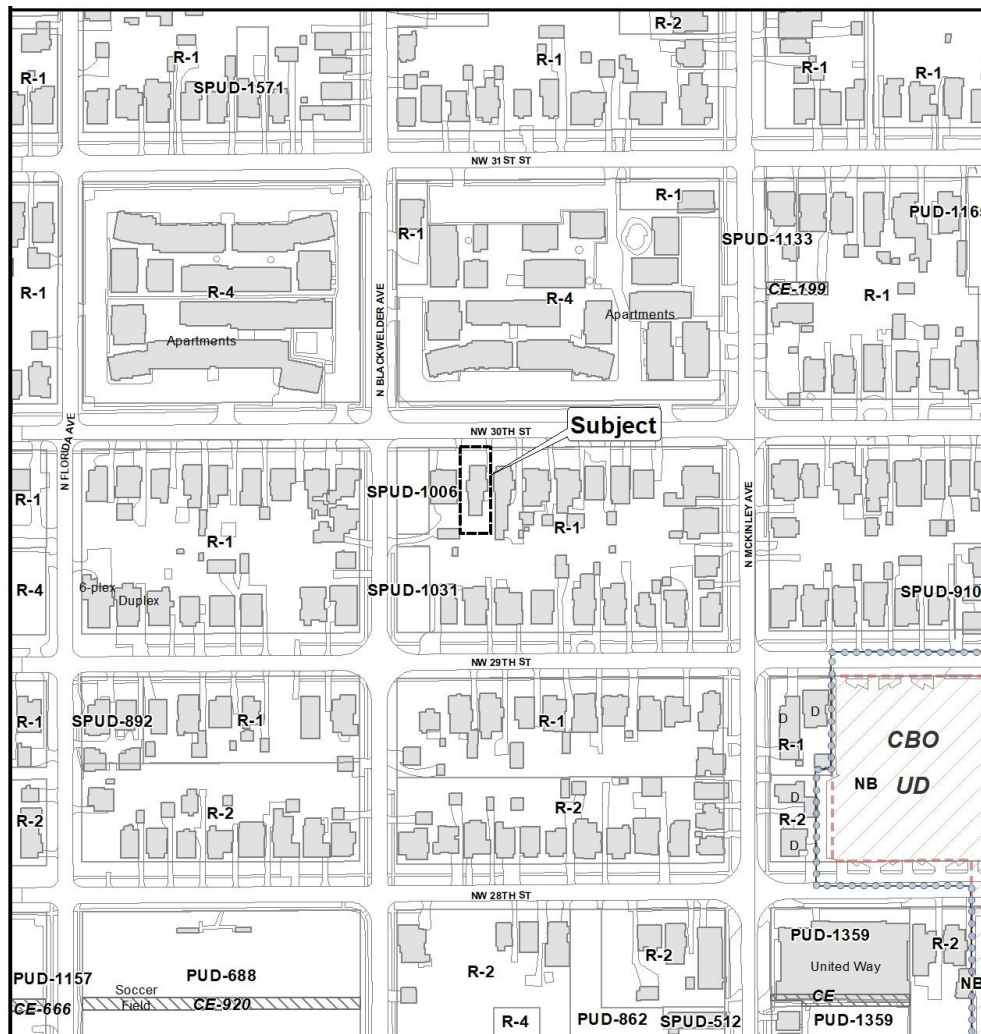 R-2
R-1
R-1
R-1
R-1
R-1
SPUD-1571
NW 31ST ST
R-1
R-1
PUD-1165
SPUD-1133
CE-199
R-1
R-1
R-4
R-4
Apartments
Apartments
N BLACKWELDER AVE
N FLORIDA AVE
NW 30TH ST
Subject
R-1
SPUD-1006
R-1
R-1
N MCKINLEY AVE
R-4
6-plex
Duplex
SPUD-1031
SPUD-910
NW 29TH ST
R-1
SPUD-892
R-1
R-1
D
D
R-1
CBO
NB
UD
R-2
R-2
R-2
D
R-2
D
NW 28TH ST
PUD-1157
CE-666
PUD-688
Soccer
Field
CE-920
R-2
R-2
R-4
PUD-862
SPUD-512
PUD-1359
United Way
CE
PUD-1359
R-2
NB